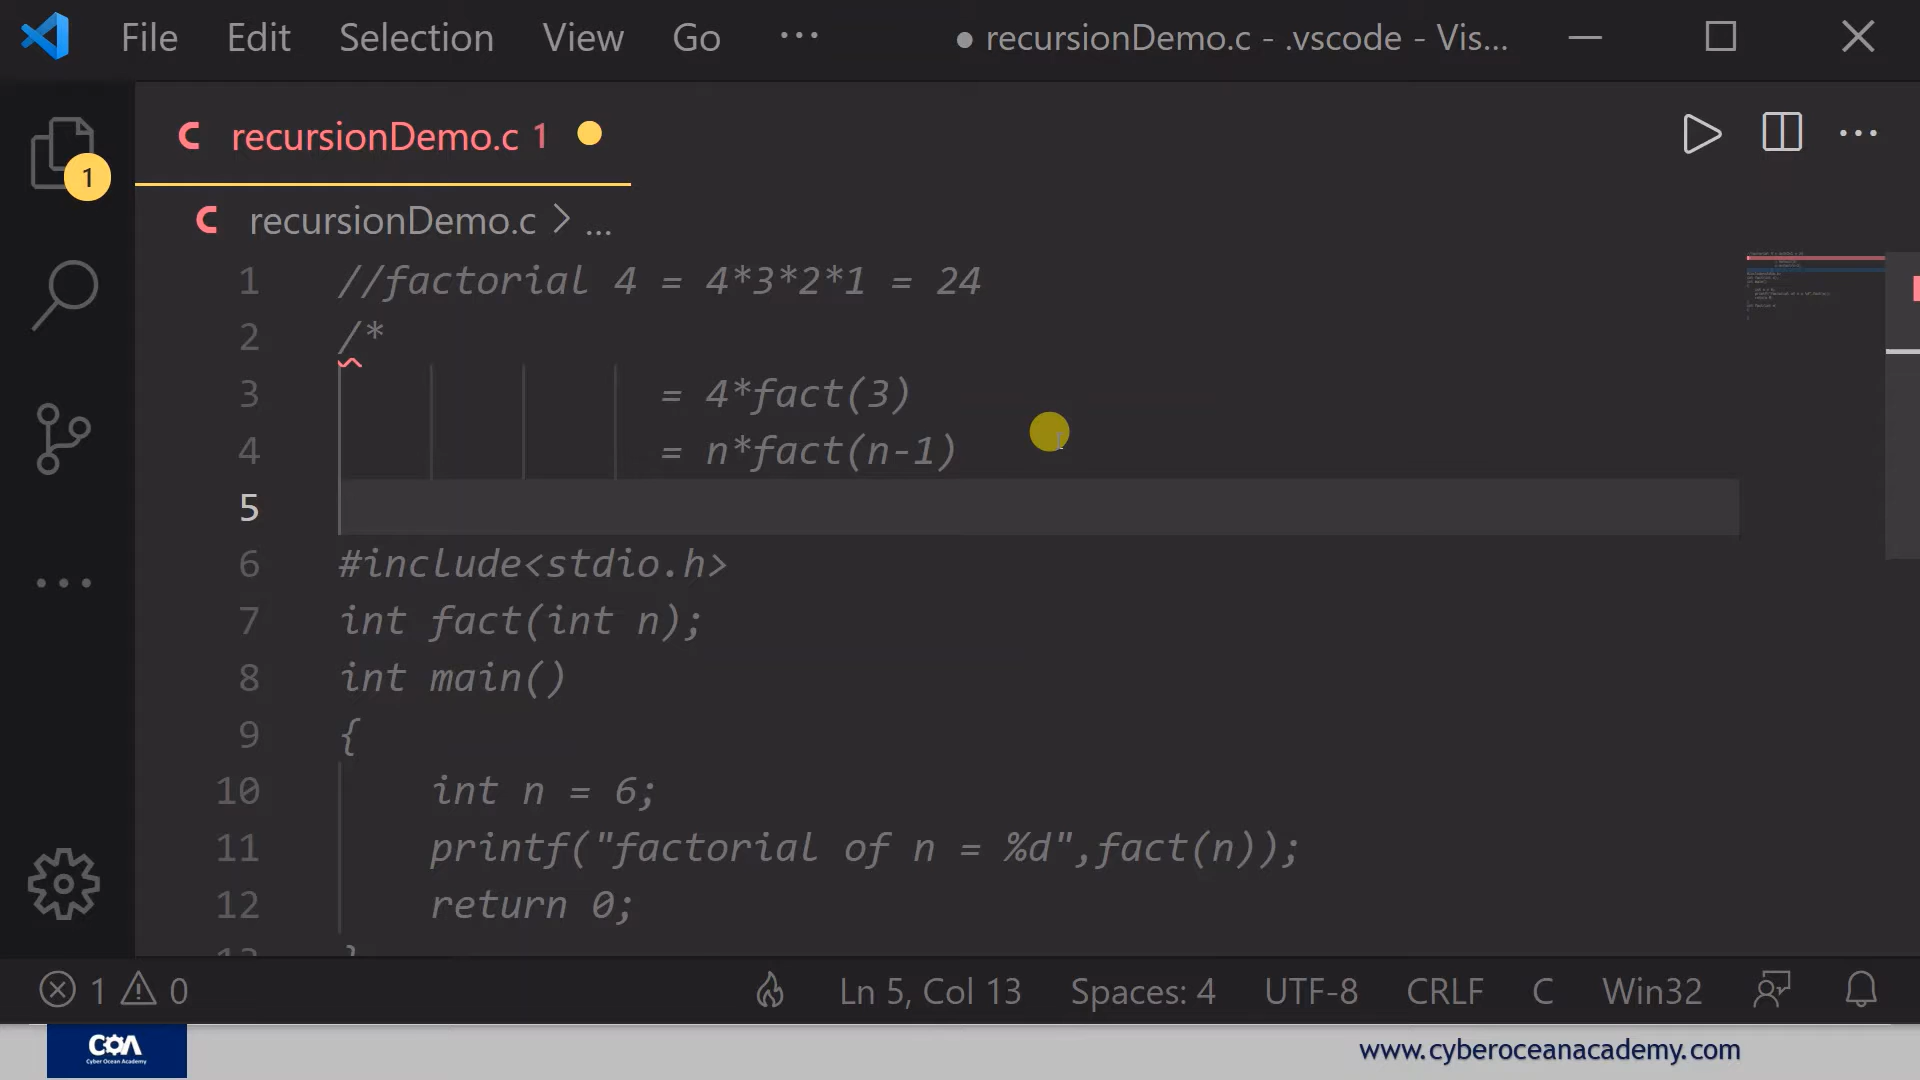 File Edit Selection View Go ··· ● recursionDemo.c - .vscode - Vis...
C recursionDemo.c 1
1
C recursionDemo.c > ...
1 //factorial 4 = 4*3*2*1 = 24
2 /*
3 = 4*fact(3)
4 = n*fact(n-1)
5
6 #include<stdio.h>
7 int fact(int n);
8 int main()
9 {
10 int n = 6;
11 printf("factorial of n = %d",fact(n));
12 return 0;
1 0 Ln 5, Col 13 Spaces: 4 UTF-8 CRLF C Win32
COA
Cyber Ocean Academy
www.cyberoceanacademy.com